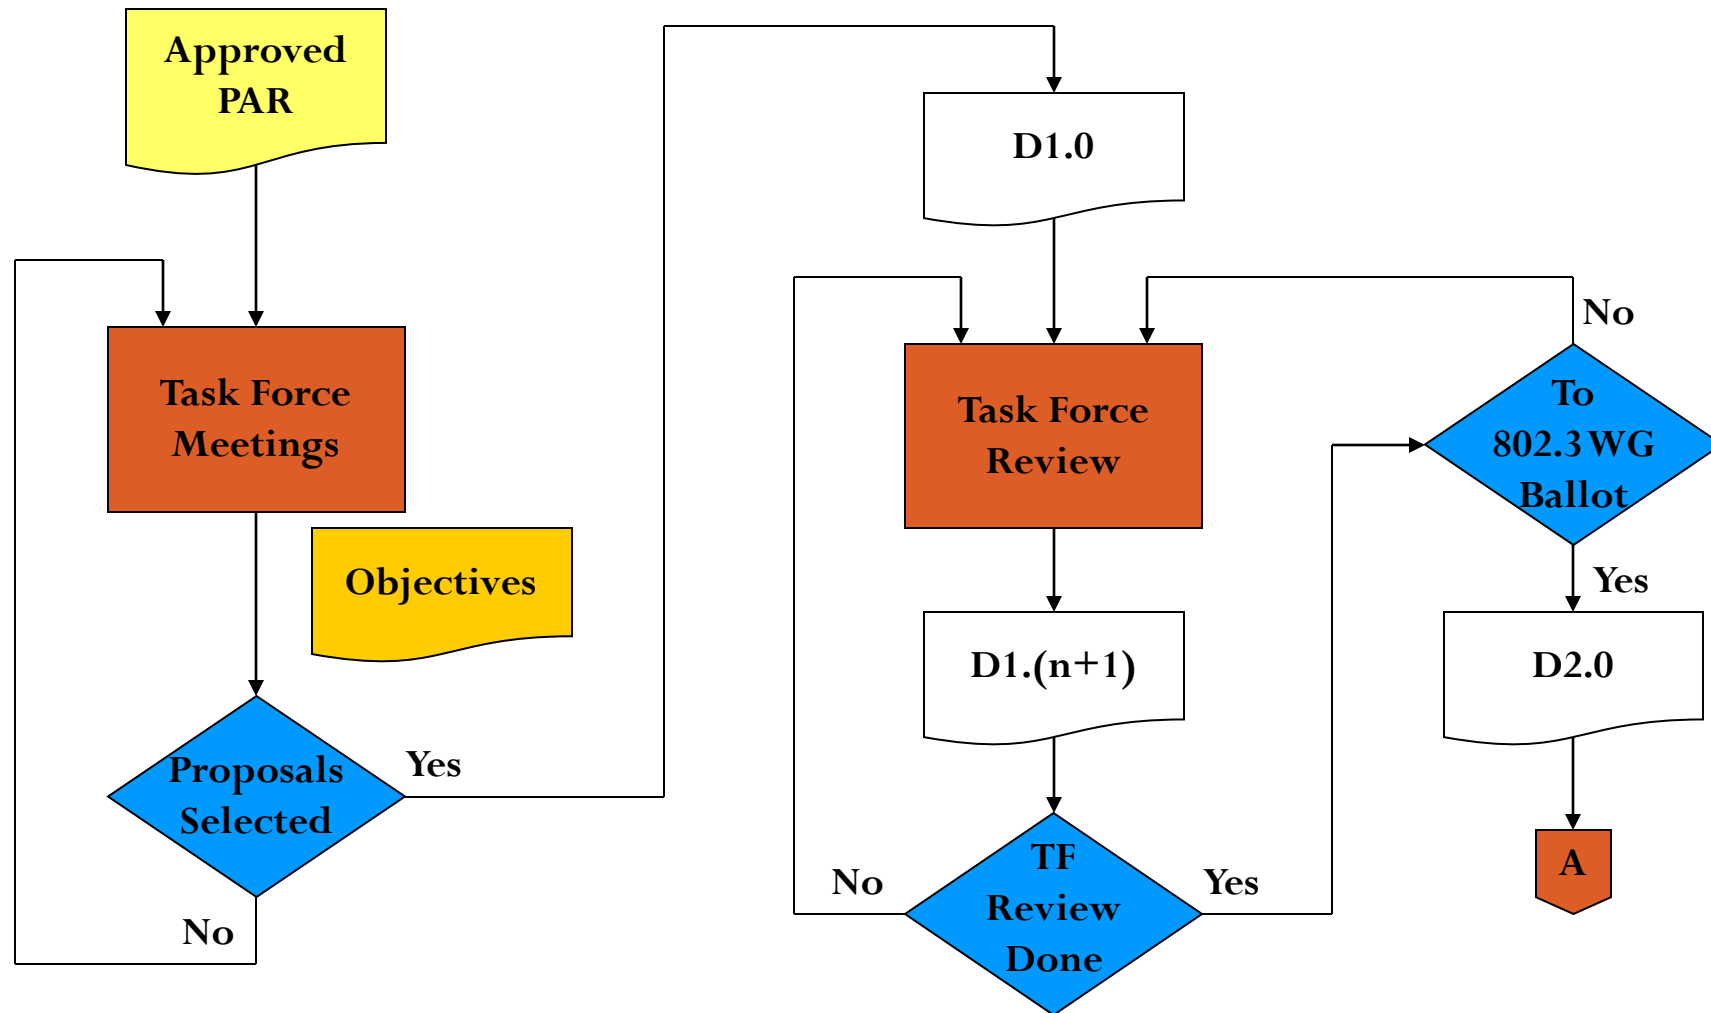 Approved
PAR
Task Force
Meetings
Objectives
Proposals
Selected
Yes
No
D1.0
Task Force
Review
D1.(n+1)
TF
Review
Done
No
Yes
To
802.3 WG
Ballot
No
Yes
D2.0
A